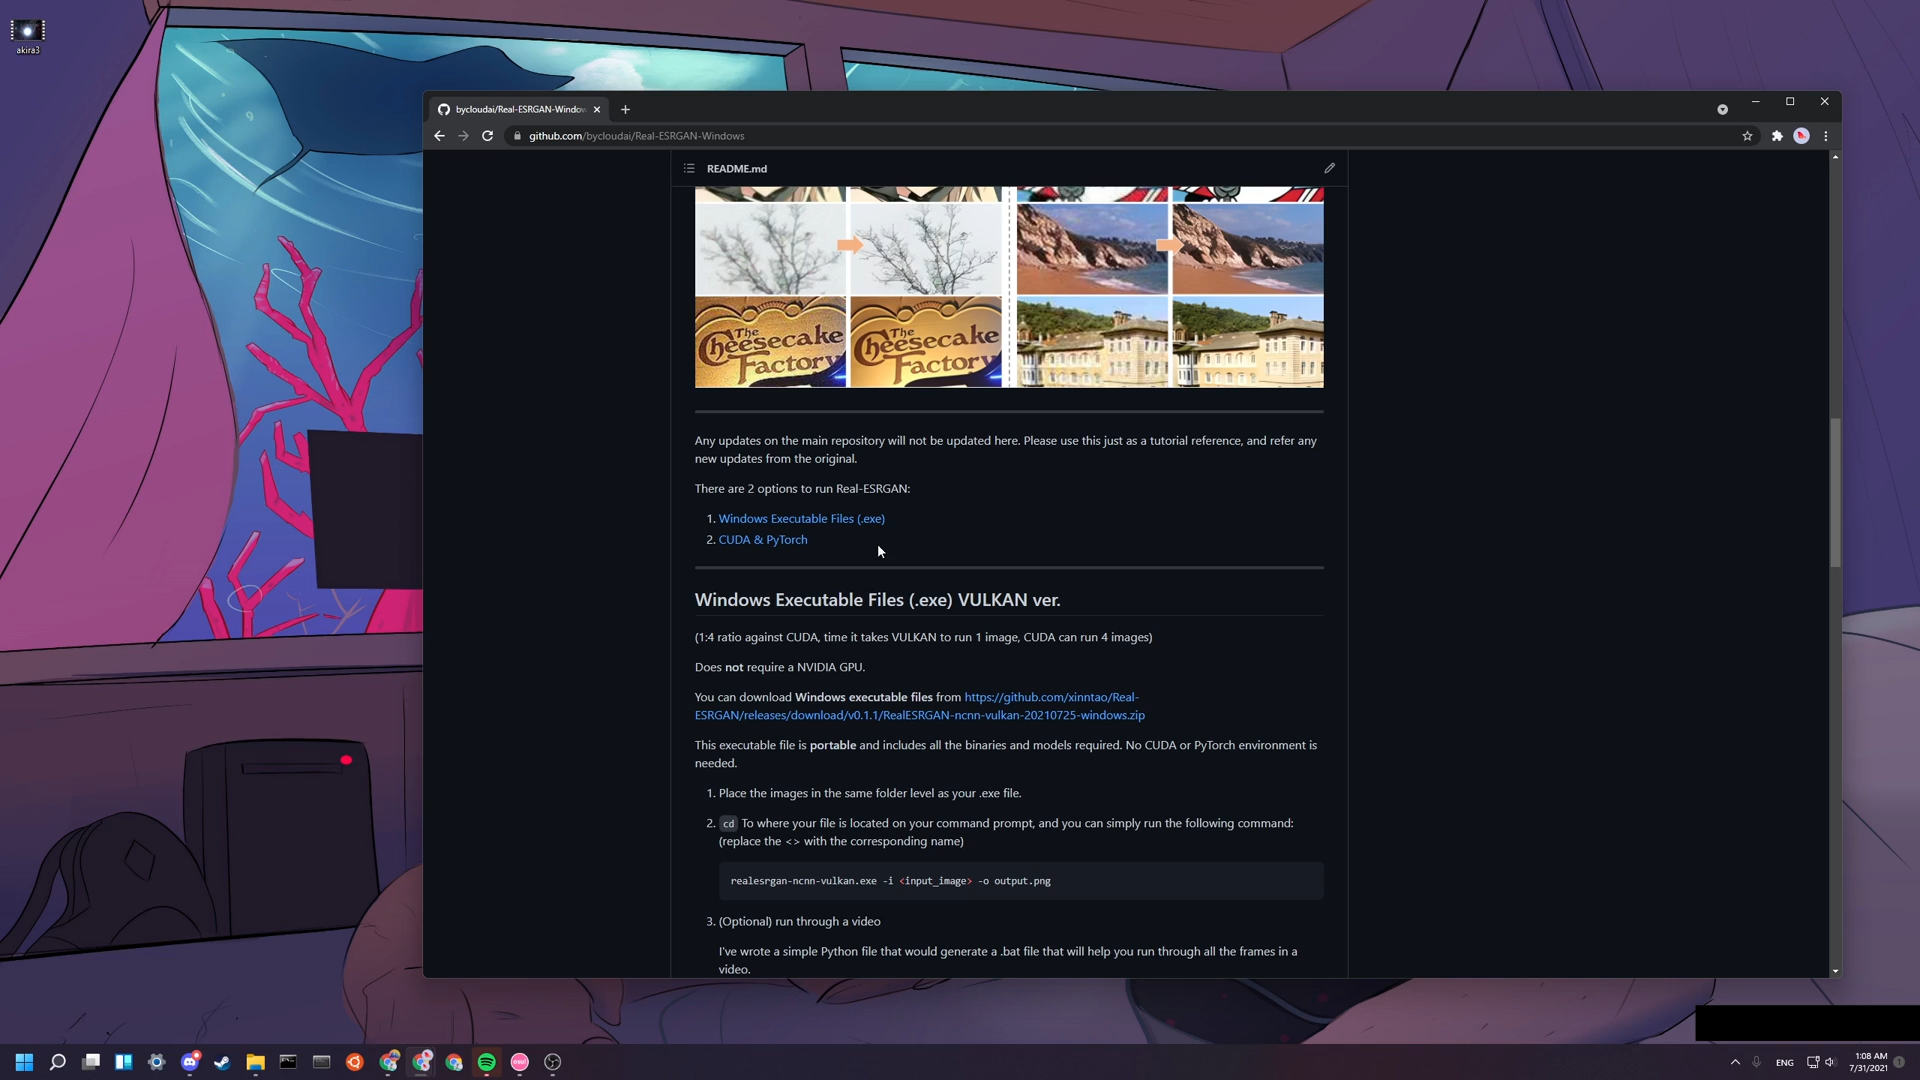 akira3
bycloudai/Real-ESRGAN-Window
github.com/bycloudai/Real-ESRGAN-Windows
README.md
The
Cheesecake
Factory
The
Cheesecake
Factory
Any updates on the main repository will not be updated here. Please use this just as a tutorial reference, and refer any
new updates from the original.
There are 2 options to run Real-ESRGAN:
1. Windows Executable Files (.exe)
2. CUDA & PyTorch
Windows Executable Files (.exe) VULKAN ver.
(1:4 ratio against CUDA, time it takes VULKAN to run 1 image, CUDA can run 4 images)
Does not require a NVIDIA GPU.
You can download Windows executable files from https://github.com/xinntao/Real-
ESRGAN/releases/download/v0.1.1/RealESRGAN-ncnn-vulkan-20210725-windows.zip
This executable file is portable and includes all the binaries and models required. No CUDA or PyTorch environment is
needed.
1. Place the images in the same folder level as your .exe file.
2. cd To where your file is located on your command prompt, and you can simply run the following command:
(replace the <> with the corresponding name)
realesrgan-ncnn-vulkan.exe -i <input_image> -o output.png
3. (Optional) run through a video
I've wrote a simple Python file that would generate a .bat file that will help you run through all the frames in a
video.
osu!
ENG
1:08 AM
7/31/2021
1